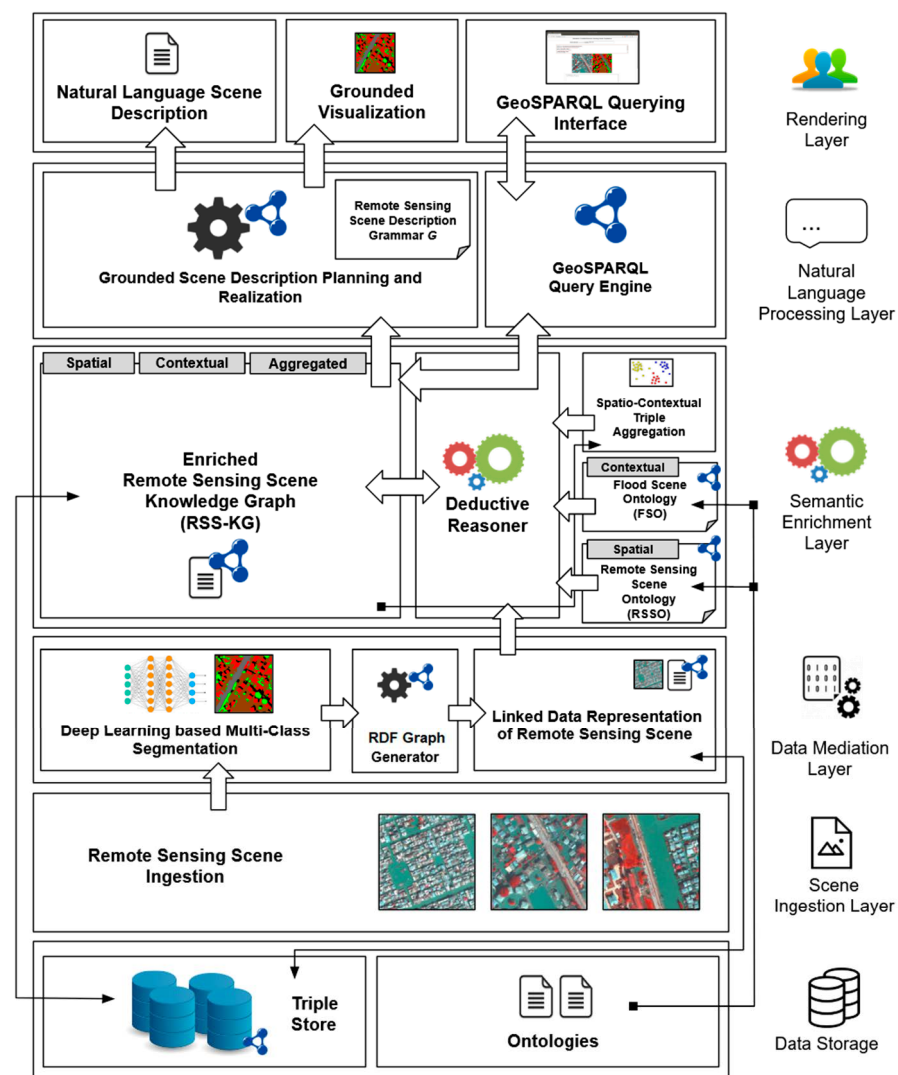 Natural Language Scene
Description
Grounded
Visualization
GeoSPARQL Querying
Interface
Rendering
Layer
Remote Sensing
Scene Description
Grammar G
Grounded Scene Description Planning and
Realization
GeoSPARQL
Query Engine
...
Natural
Language
Processing Layer
Spatial
Contextual
Aggregated
Enriched
Remote Sensing Scene
Knowledge Graph
(RSS-KG)
Deductive
Reasoner
Spatio-Contextual
Triple
Aggregation
Contextual
Flood Scene
Ontology
(FSO)
Spatial
Remote Sensing
Scene
Ontology
(RSSO)
Semantic
Enrichment
Layer
Deep Learning based Multi-Class
Segmentation
RDF Graph
Generator
Linked Data Representation
of Remote Sensing Scene
Data Mediation
Layer
Remote Sensing Scene
Ingestion
Scene
Ingestion Layer
Triple
Store
Ontologies
Data Storage